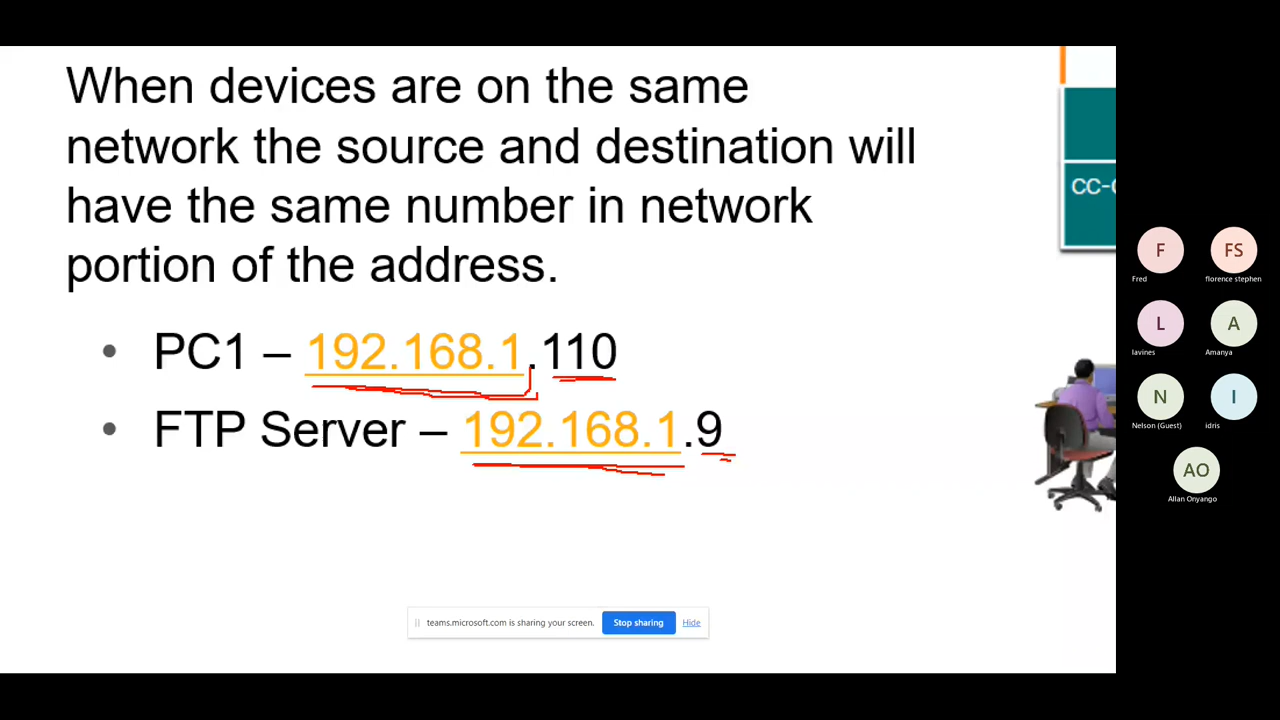 When devices are on the same
network the source and destination will
have the same number in network
portion of the address.
• PC1 – 192.168.1.110
• FTP Server – 192.168.1.9
teams.microsoft.com is sharing your screen.
Stop sharing
Hide
F
Fred
FS
florence stephen
L
lavines
A
Amanya
N
Nelson (Guest)
I
idris
AO
Allan Onyango